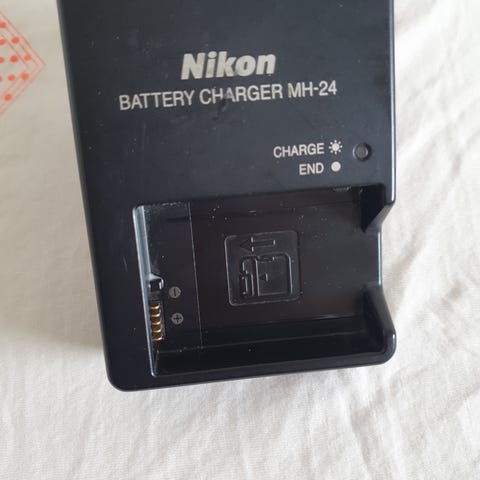 Nikon
BATTERY CHARGER MH-24
CHARGE
END